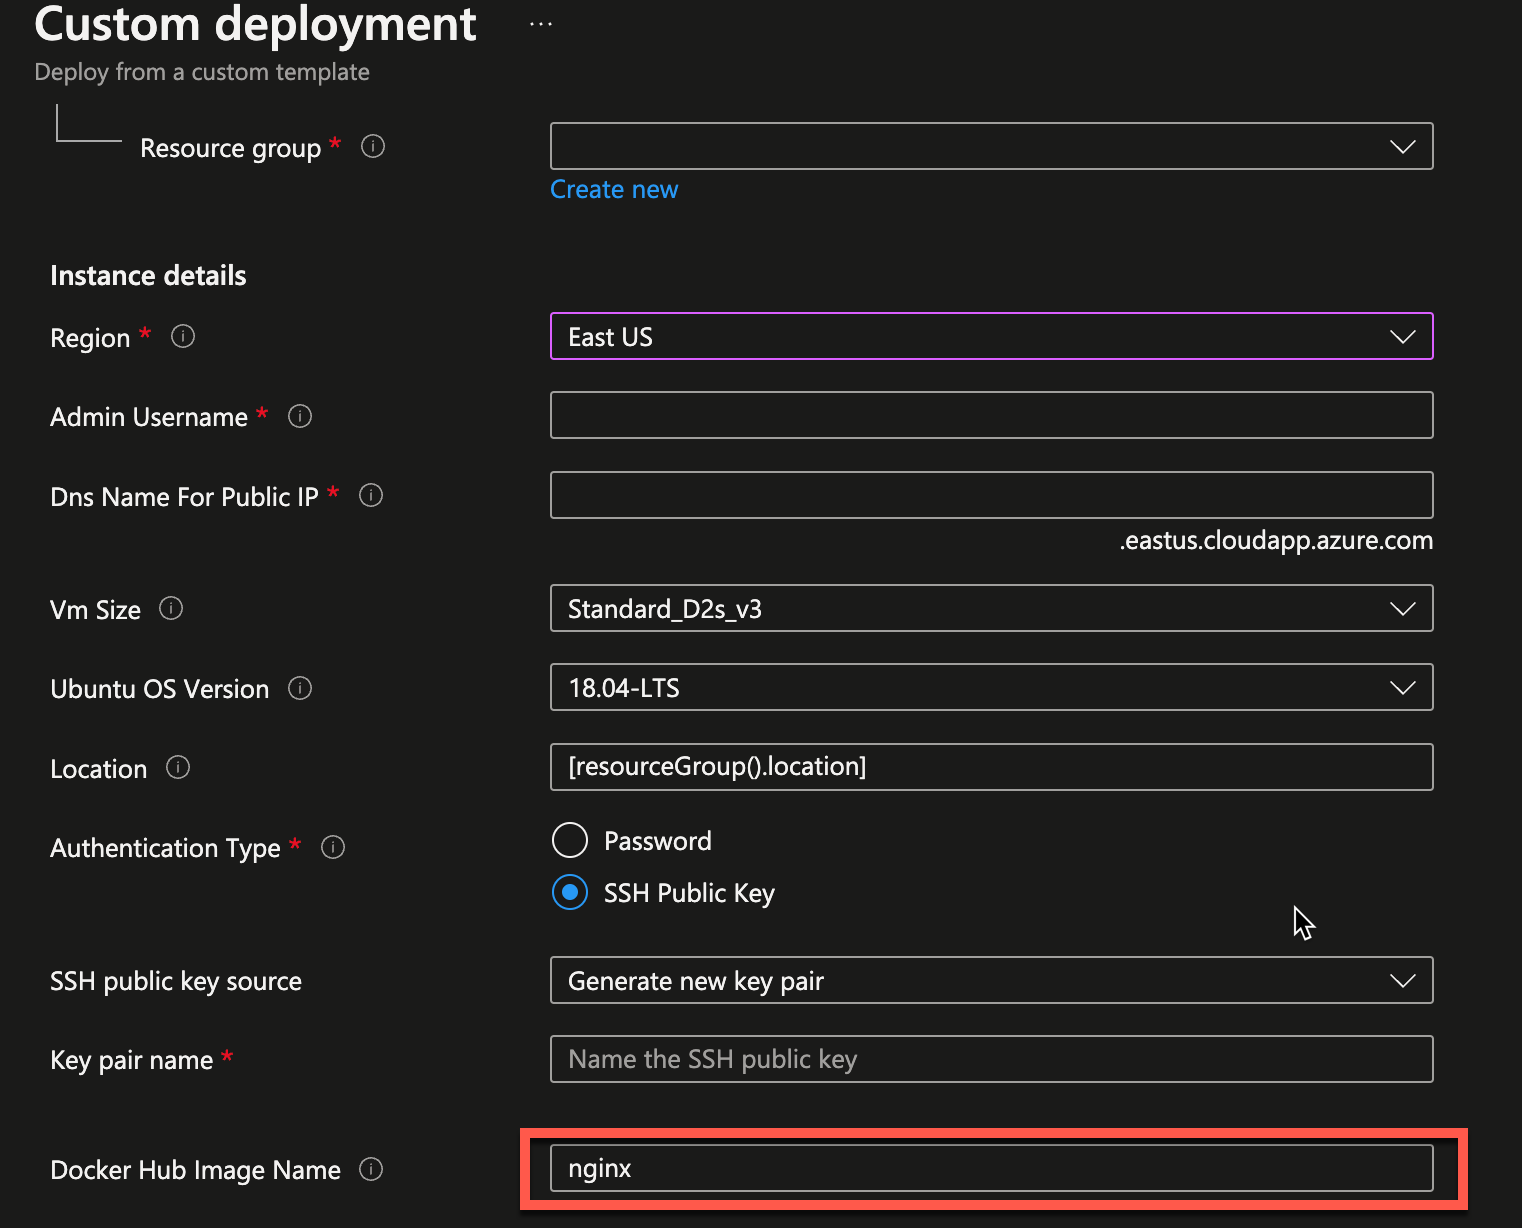 Custom deployment ...
Deploy from a custom template
Resource group *
Create new
Instance details
Region * East US
Admin Username *
Dns Name For Public IP *
.eastus.cloudapp.azure.com
Vm Size Standard_D2s_v3
Ubuntu OS Version 18.04-LTS
Location [resourceGroup().location]
Authentication Type * Password
SSH Public Key
SSH public key source Generate new key pair
Key pair name * Name the SSH public key
Docker Hub Image Name nginx